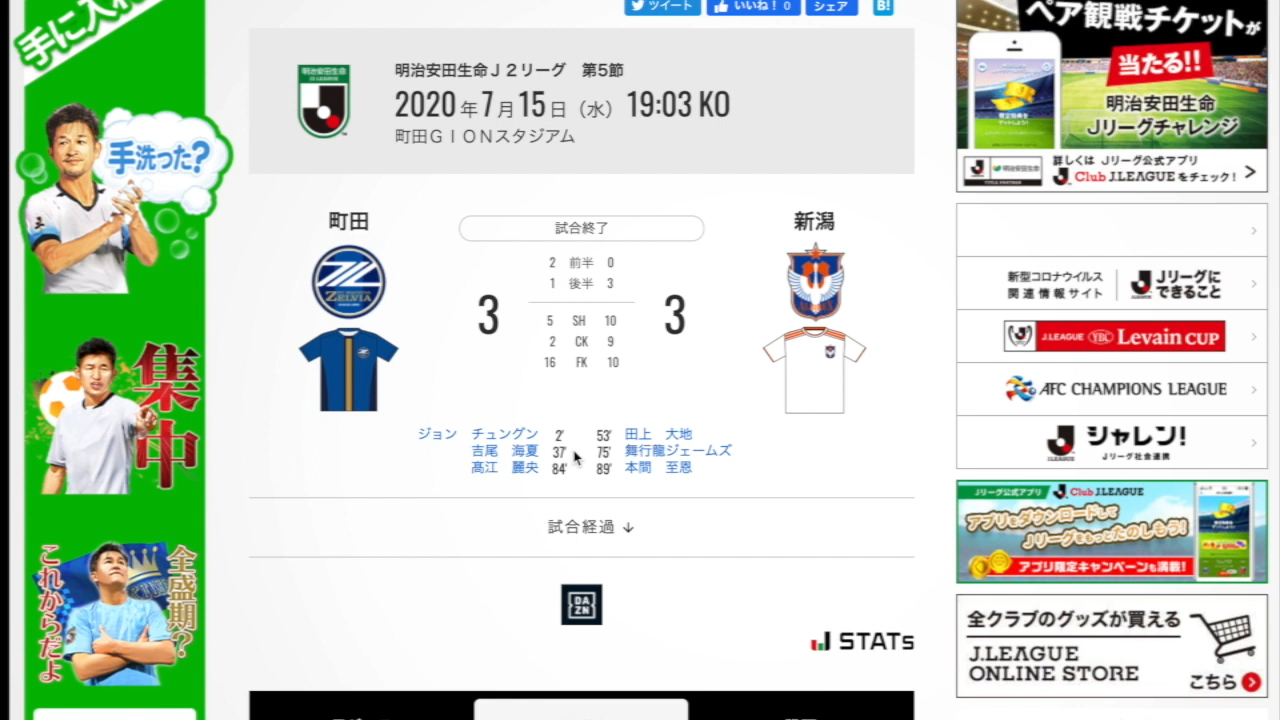 手に入れ
手洗った?
集中
全盛期?
これからだよ
ツイート
いいね! 0
シェア
B!
明治安田生命J2リーグ 第5節
2020年7月15日(水) 19:03 KO
町田GIONスタジアム
町田
試合終了
新潟
2 前半 0
1 後半 3
3
3
5 SH 10
2 CK 9
16 FK 10
ZELVIA
ジョン チュングン 2' 53' 田上 大地
吉尾 海夏 37' 75' 舞行龍ジェームズ
髙江 麗央 84' 89' 本間 至恩
試合経過 ↓
DAZN
STATS
ペア観戦チケットが
当たる!!
明治安田生命
Jリーグチャレンジ
詳しくは Jリーグ公式アプリ
Club J.LEAGUE をチェック!
新型コロナウイルス
関連情報サイト
Jリーグに
できること
J.LEAGUE YBC Levain CUP
AFC CHAMPIONS LEAGUE
シャレン!
Jリーグ社会連携
Jリーグ公式アプリ Club J.LEAGUE
アプリをダウンロードして
Jリーグをもっとたのしもう!
アプリ限定キャンペーンも満載!
全クラブのグッズが買える
J.LEAGUE
ONLINE STORE
こちら